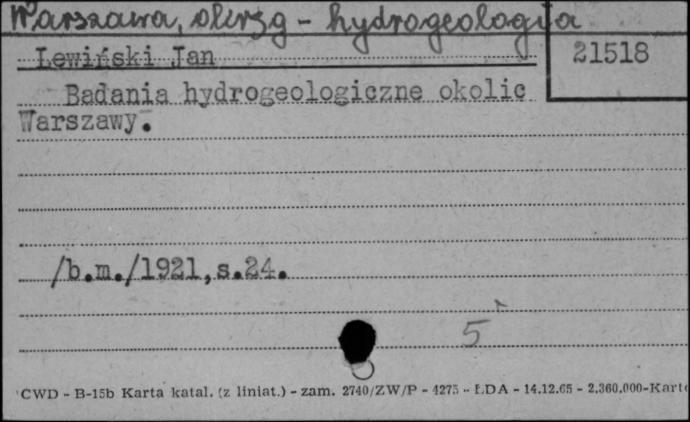 Warszawa, okręg - hydrogeologia
Lewiński Jan
21518
Badania hydrogeologiczne okolic
Warszawy.
/b.m./1921,s.24.
5
CWD - B-15b Karta katal. (z liniat.) - zam. 2740/ZW/P - 4275 - ŁDA - 14.12.65 - 2.360.000-Karto